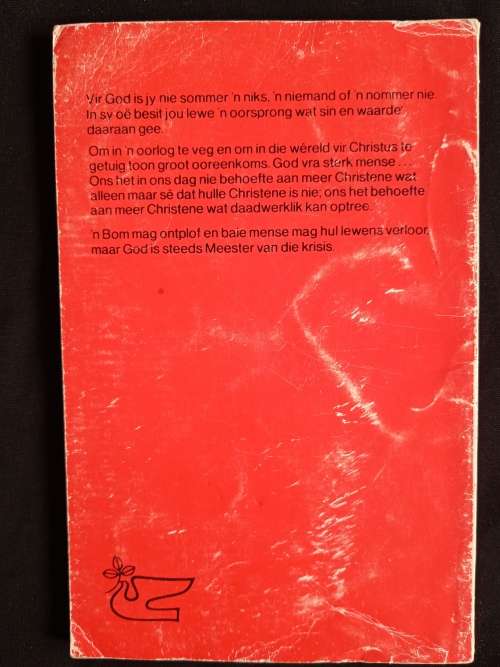 Vir God is jy nie sommer 'n niks, 'n niemand of 'n nommer nie.
In sy oë besit jou lewe 'n oorsprong wat sin en waarde
daaraan gee.
Om in 'n oorlog te veg en om in die wêreld vir Christus te
getuig, toon groot ooreenkoms. God vra sterk mense . . .
Ons het in ons dag nie behoefte aan meer Christene wat
alleen maar sê dat hulle Christene is nie; ons het behoefte
aan meer Christene wat daadwerklik kan optree.
'n Bom mag ontplof en baie mense mag hul lewens verloor,
maar God is steeds Meester van die krisis.